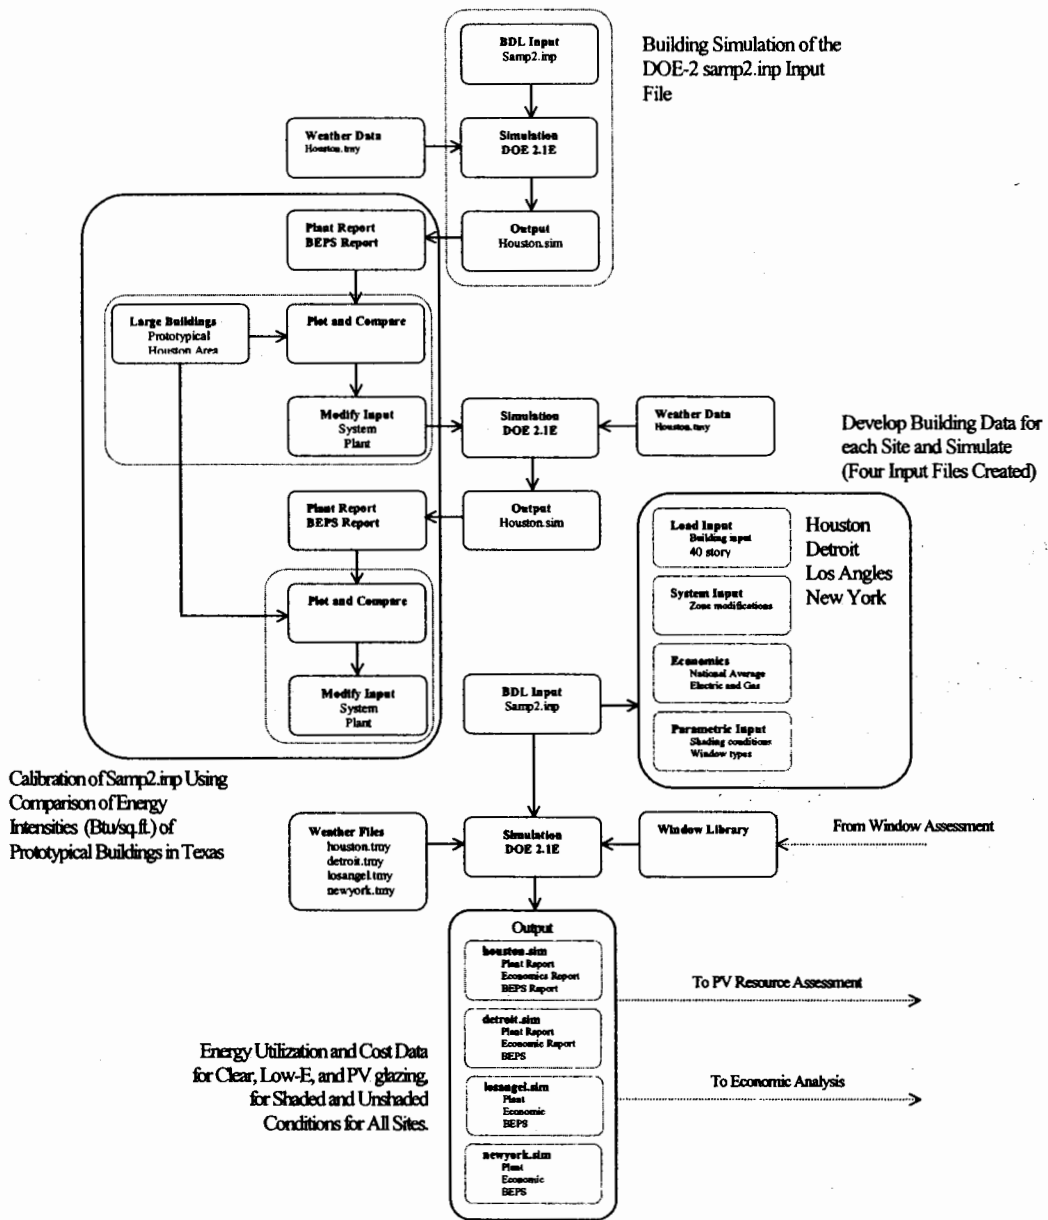 BDL Input
Samp2.inp
Building Simulation of the
DOE-2 samp2.inp Input
File
Weather Data
Houston.tmy
Simulation
DOE 2.1E
Plant Report
BEPS Report
Output
Houston.sim
Large Buildings
Prototypical
Houston Area
Plot and Compare
Modify Input
System
Plant
Simulation
DOE 2.1E
Weather Data
Houston.tmy
Develop Building Data for
each Site and Simulate
(Four Input Files Created)
Plant Report
BEPS Report
Output
Houston.sim
Load Input
Building input
40 story
Houston
Detroit
Los Angles
New York
System Input
Zone modifications
Plot and Compare
Economics
National Average
Electric and Gas
Modify Input
System
Plant
BDL Input
Samp2.inp
Parametric Input
Shading conditions
Window types
Calibration of Samp2.inp Using
Comparison of Energy
Intensities (Btu/sq.ft.) of
Prototypical Buildings in Texas
Weather Files
houston.tmy
detroit.tmy
losangel.tmy
newyork.tmy
Simulation
DOE 2.1E
Window Library
From Window Assessment
Output
houston.sim
Plant Report
Economics Report
BEPS Report
To PV Resource Assessment
detroit.sim
Plant Report
Economic Report
BEPS
Energy Utilization and Cost Data
for Clear, Low-E, and PV glazing,
for Shaded and Unshaded
Conditions for All Sites.
losangel.sim
Plant
Economic
BEPS
To Economic Analysis
newyork.sim
Plant
Economic
BEPS